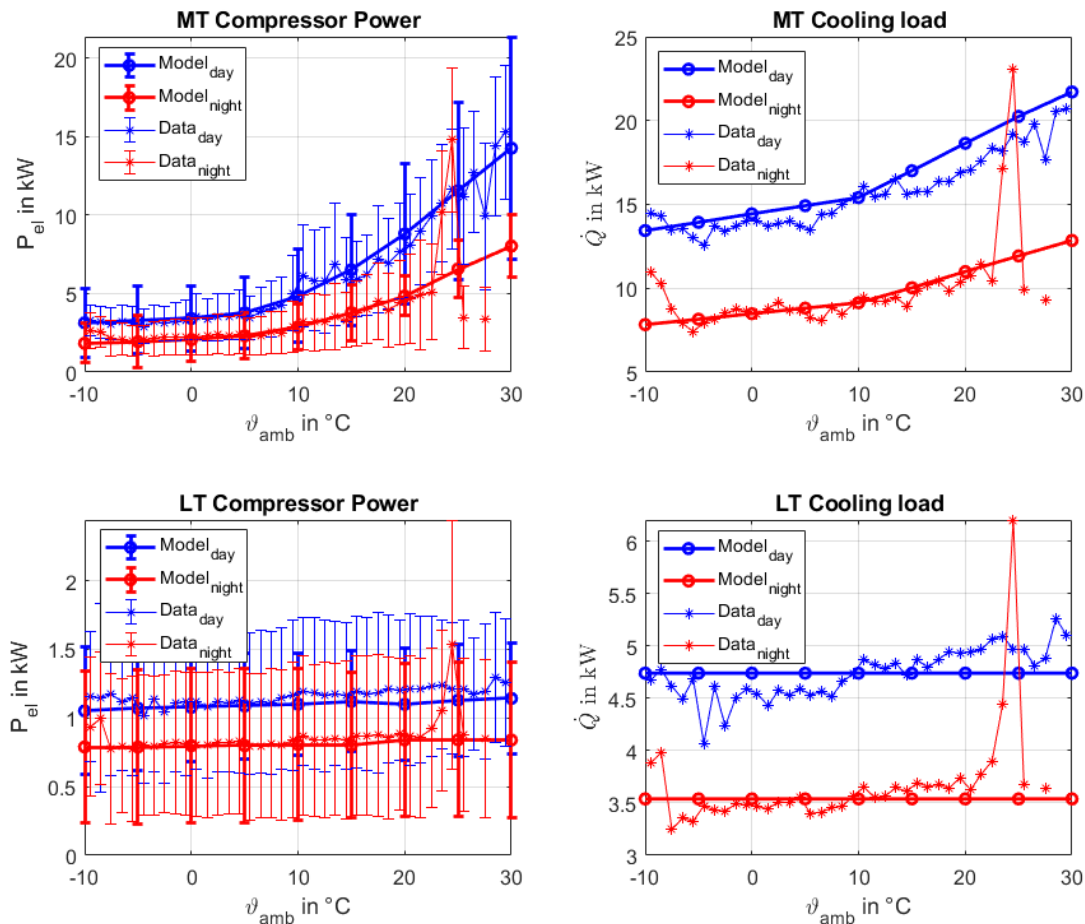 MT Compressor Power
Model_day
Model_night
Data_day
Data_night
20
15
10
5
0
P_el in kW
-10
0
10
20
30
ϑ_amb in °C
MT Cooling load
Model_day
Model_night
Data_day
Data_night
25
20
15
10
5
Q̇ in kW
-10
0
10
20
30
ϑ_amb in °C
LT Compressor Power
Model_day
Model_night
Data_day
Data_night
2
1.5
1
0.5
0
P_el in kW
-10
0
10
20
30
ϑ_amb in °C
LT Cooling load
Model_day
Model_night
Data_day
Data_night
6
5.5
5
4.5
4
3.5
3
Q̇ in kW
-10
0
10
20
30
ϑ_amb in °C